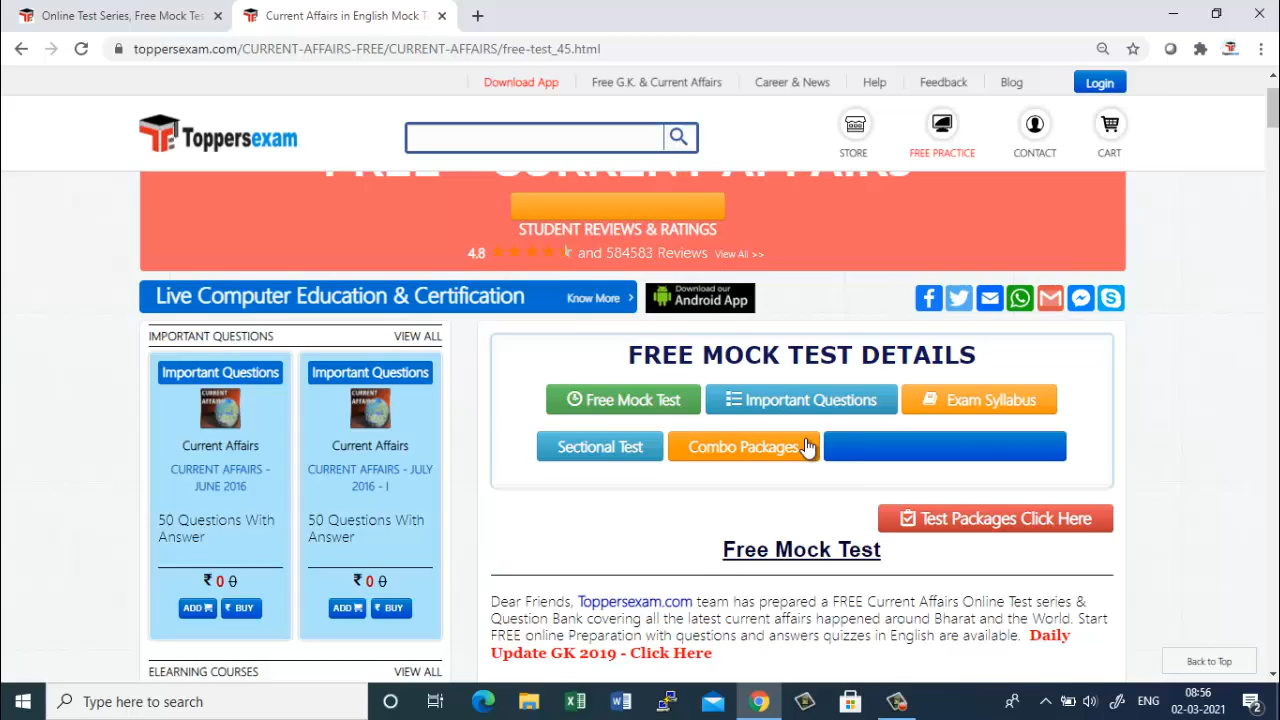 Online Test Series, Free Mock Tes
Current Affairs in English Mock T
toppersexam.com/CURRENT-AFFAIRS-FREE/CURRENT-AFFAIRS/free-test_45.html
Download App
Free G.K. & Current Affairs
Career & News
Help
Feedback
Blog
Login
Toppersexam
STORE
FREE PRACTICE
CONTACT
CART
FREE - CURRENT AFFAIRS
STUDENT REVIEWS & RATINGS
4.8 and 584583 Reviews View All >>
Live Computer Education & Certification
Know More
Download our
Android App
IMPORTANT QUESTIONS
VIEW ALL
Important Questions
CURRENT AFFAIRS
Current Affairs
CURRENT AFFAIRS -
JUNE 2016
50 Questions With
Answer
₹ 0 0
ADD
₹ BUY
Important Questions
CURRENT AFFAIRS
Current Affairs
CURRENT AFFAIRS - JULY
2016 - I
50 Questions With
Answer
₹ 0 0
ADD
₹ BUY
ELEARNING COURSES
VIEW ALL
FREE MOCK TEST DETAILS
Free Mock Test
Important Questions
Exam Syllabus
Sectional Test
Combo Packages
Test Packages Click Here
Free Mock Test
Dear Friends, Toppersexam.com team has prepared a FREE Current Affairs Online Test series &
Question Bank covering all the latest current affairs happened around Bharat and the World. Start
FREE online Preparation with questions and answers quizzes in English are available. Daily
Update GK 2019 - Click Here
Back to Top
Type here to search
ENG
08:56
02-03-2021
2